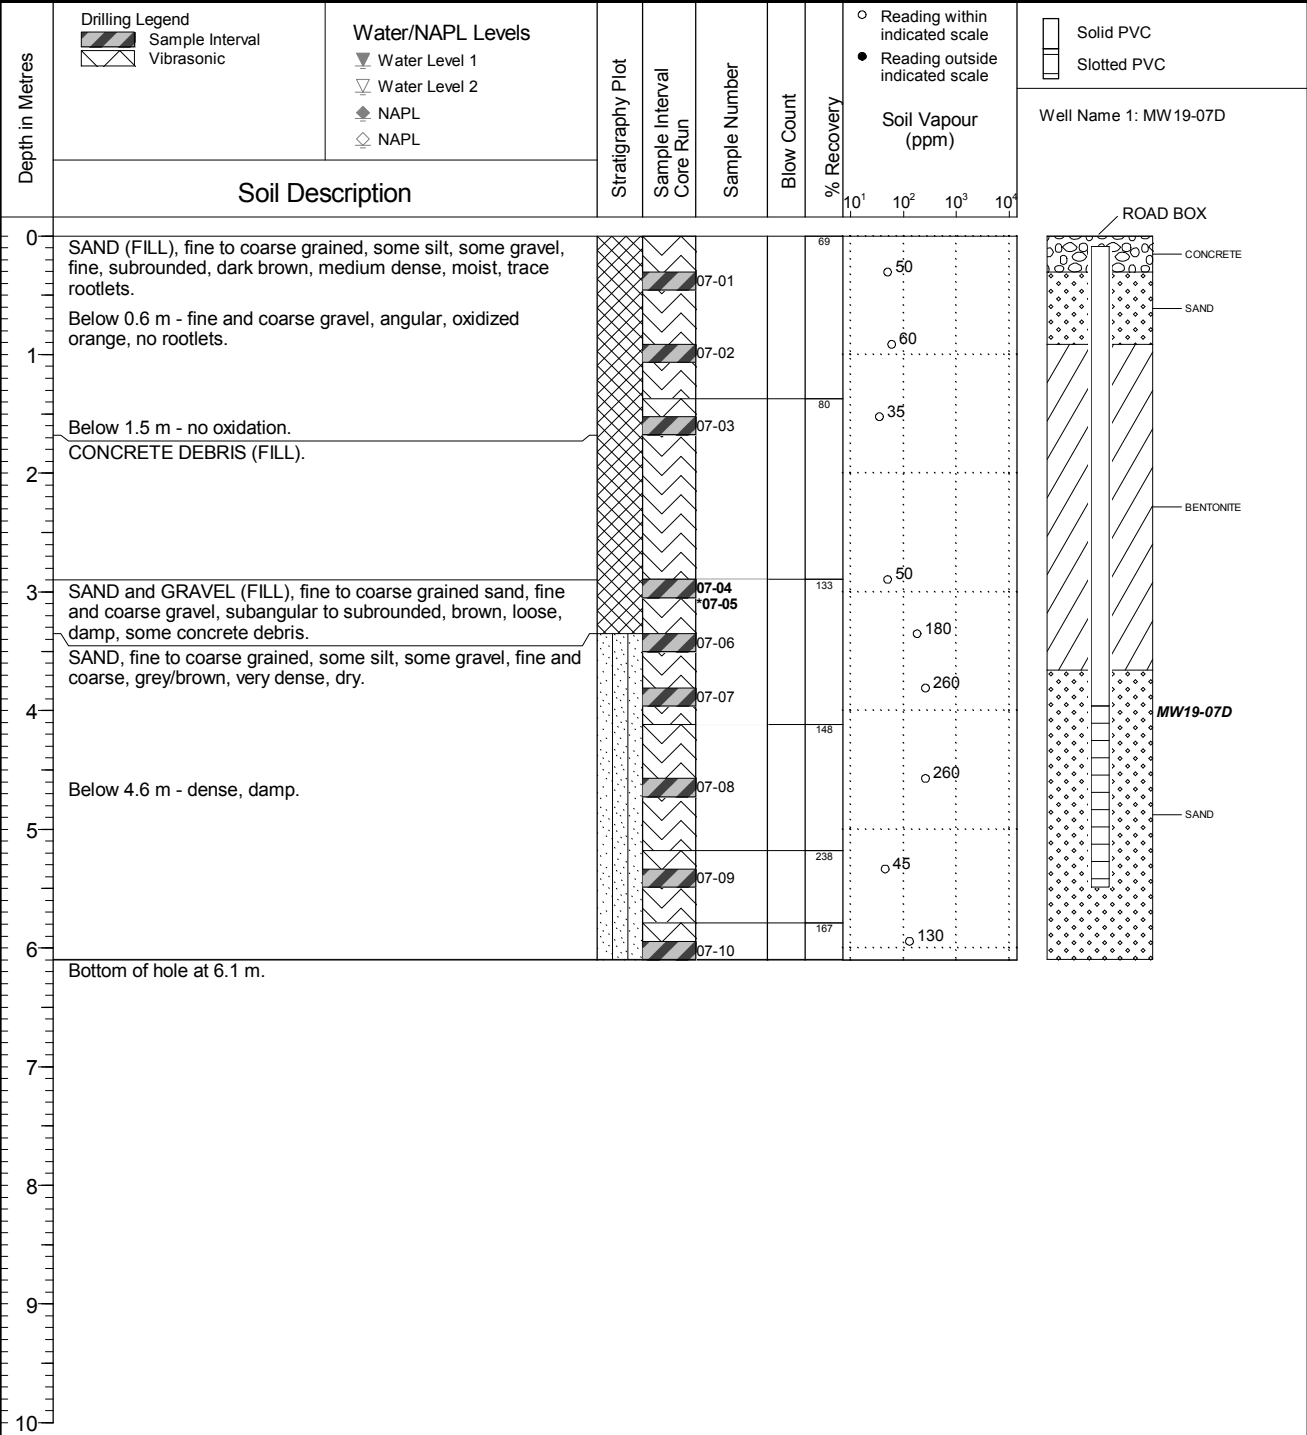 Drilling Legend
Sample Interval
Vibrasonic
Water/NAPL Levels
Water Level 1
Water Level 2
NAPL
NAPL
Depth in Metres
Soil Description
Stratigraphy Plot
Sample Interval
Core Run
Sample Number
Blow Count
% Recovery
Reading within
indicated scale
Reading outside
indicated scale
Soil Vapour
(ppm)
10¹ 10² 10³ 10⁴
Solid PVC
Slotted PVC
Well Name 1: MW19-07D
ROAD BOX
0
1
2
3
4
5
6
7
8
9
10
SAND (FILL), fine to coarse grained, some silt, some gravel,
fine, subrounded, dark brown, medium dense, moist, trace
rootlets.
Below 0.6 m - fine and coarse gravel, angular, oxidized
orange, no rootlets.
Below 1.5 m - no oxidation.
CONCRETE DEBRIS (FILL).
SAND and GRAVEL (FILL), fine to coarse grained sand, fine
and coarse gravel, subangular to subrounded, brown, loose,
damp, some concrete debris.
SAND, fine to coarse grained, some silt, some gravel, fine and
coarse, grey/brown, very dense, dry.
Below 4.6 m - dense, damp.
Bottom of hole at 6.1 m.
07-01
07-02
07-03
07-04
*07-05
07-06
07-07
07-08
07-09
07-10
69
80
133
148
238
167
50
60
35
50
180
260
260
45
130
CONCRETE
SAND
BENTONITE
MW19-07D
SAND